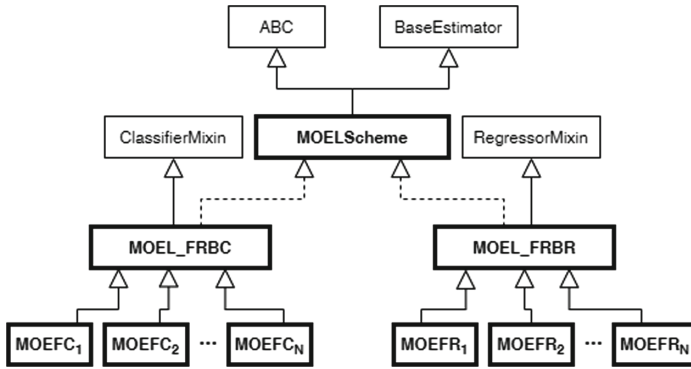 ABC BaseEstimator
ClassifierMixin MOELScheme RegressorMixin
MOEL_FRBC MOEL_FRBR
MOEFC1 MOEFC2 ... MOEFCN MOEFR1 MOEFR2 ... MOEFRN